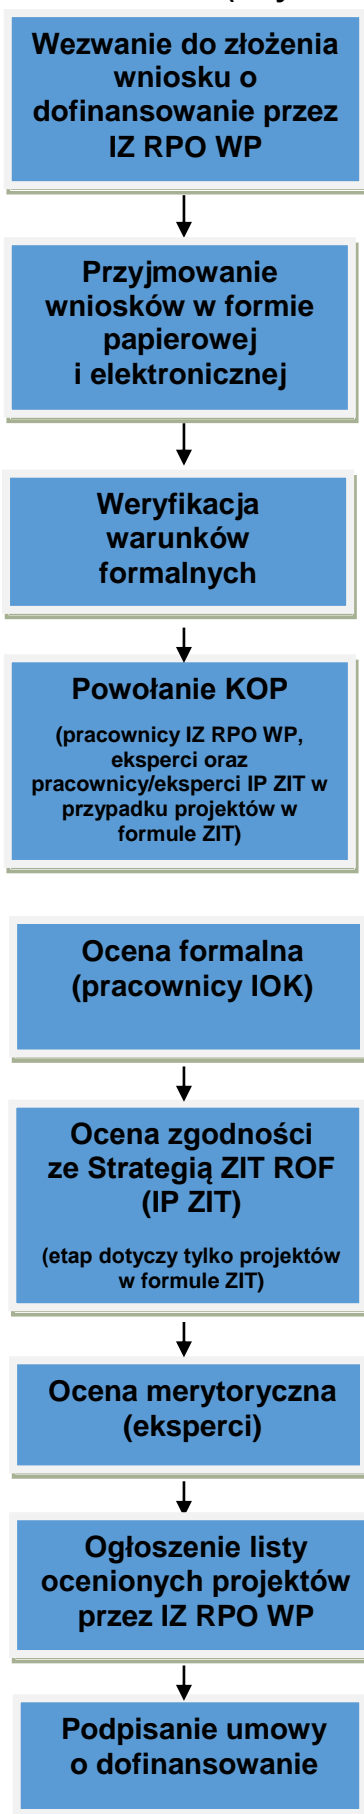 Wezwanie do złożenia
wniosku o
dofinansowanie przez
IZ RPO WP
Przyjmowanie
wniosków w formie
papierowej
i elektronicznej
Weryfikacja
warunków
formalnych
Powołanie KOP
(pracownicy IZ RPO WP,
eksperci oraz
pracownicy/eksperci IP ZIT w
przypadku projektów w
formule ZIT)
Ocena formalna
(pracownicy IOK)
Ocena zgodności
ze Strategią ZIT ROF
(IP ZIT)
(etap dotyczy tylko projektów
w formule ZIT)
Ocena merytoryczna
(eksperci)
Ogłoszenie listy
ocenionych projektów
przez IZ RPO WP
Podpisanie umowy
o dofinansowanie